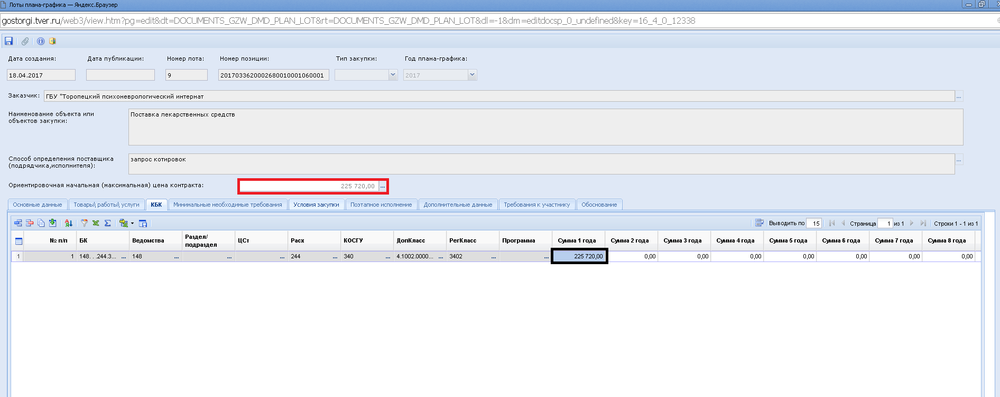 Лоты плана-графика — Яндекс.Браузер
gostorgi.tver.ru/web3/view.htm?pg=edit&dt=DOCUMENTS_GZW_DMD_PLAN_LOT&rt=DOCUMENTS_GZW_DMD_PLAN_LOT&dl=-1&dm=editdocsp_0_undefined&key=16_4_0_12338
Дата создания: Дата публикации: Номер лота: Номер позиции: Тип закупки: Год плана-графика:
18.04.2017 9 2017033620002680010001060001 2017
Заказчик: ГБУ "Торопецкий психоневрологический интернат ...
Наименование объекта или Поставка лекарственных средств
объектов закупки:
Способ определения поставщика запрос котировок ...
(подрядчика,исполнителя):
Ориентировочная начальная (максимальная) цена контракта: 225 720,00 ...
Основные данные Товары\ работы\ услуги КБК Минимальные необходимые требования Условия закупки Поэтапное исполнение Дополнительные данные Требования к участнику Обоснование
Выводить по 15 Страница 1 из 1 Строки 1 - 1 из 1
№ п/п БК Ведомства Раздел/ подраздел ЦСт Расх КОСГУ ДопКласс РегКласс Программа Сумма 1 года Сумма 2 года Сумма 3 года Сумма 4 года Сумма 5 года Сумма 6 года Сумма 7 года Сумма 8 года
1 1 148. . .244.3... ... 148 ... ... ... 244 ... 340 ... 4.1002.0000... ... 3402 ... ... 225 720,00 0,00 0,00 0,00 0,00 0,00 0,00 0,00